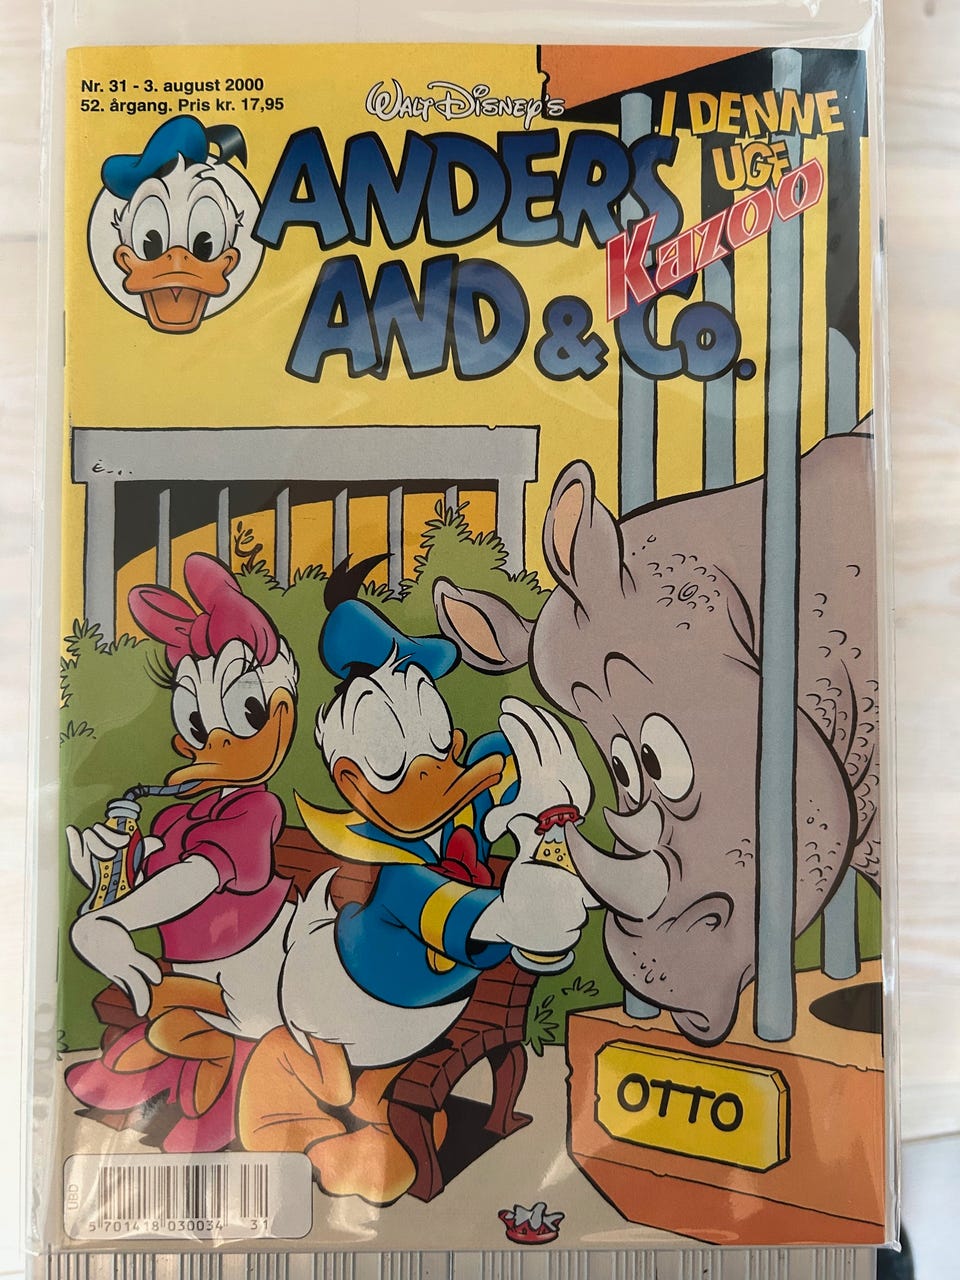 Nr. 31 - 3. august 2000
52. årgang. Pris kr. 17,95
WALT DISNEY'S
ANDERS
AND & Co.
I DENNE
UGE
Kazoo
OTTO
UBD
5 701418 030034 31